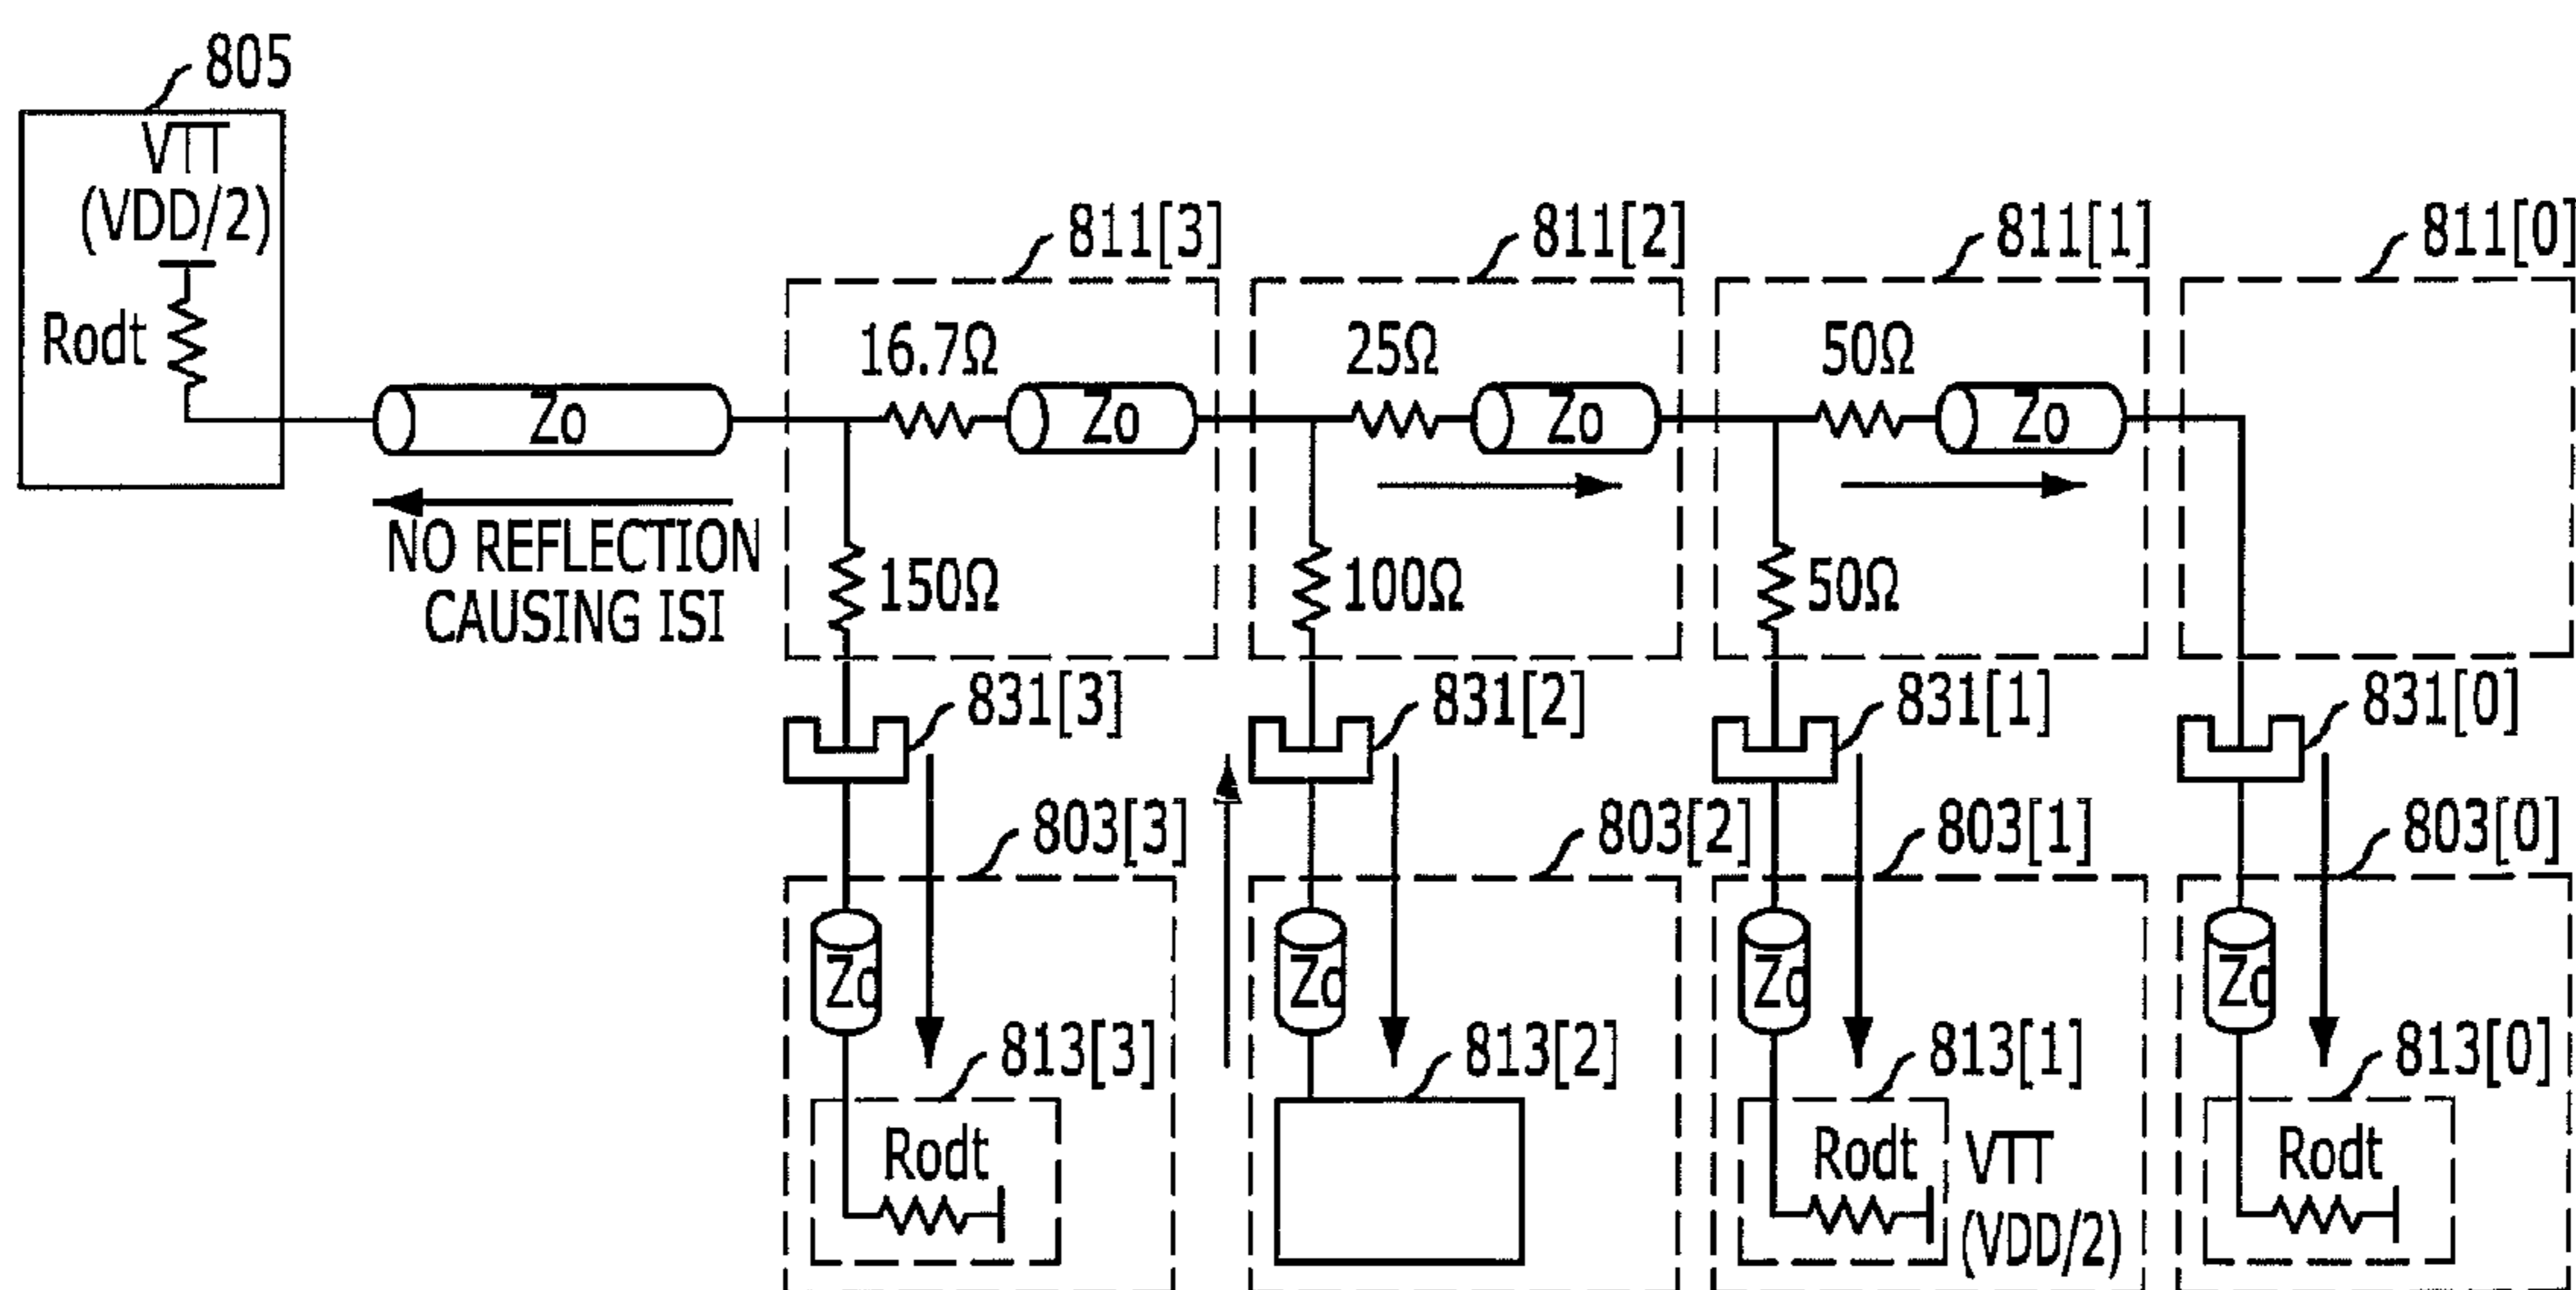 805
VTT
(VDD/2)
Rodt
Zo
NO REFLECTION
CAUSING ISI
811[3]
811[2]
811[1]
811[0]
16.7Ω
25Ω
50Ω
Zo
Zo
Zo
150Ω
100Ω
50Ω
831[3]
831[2]
831[1]
831[0]
803[3]
803[2]
803[1]
803[0]
Zo
Zo
Zo
Zo
813[3]
813[2]
813[1]
813[0]
Rodt
Rodt
VTT
(VDD/2)
Rodt